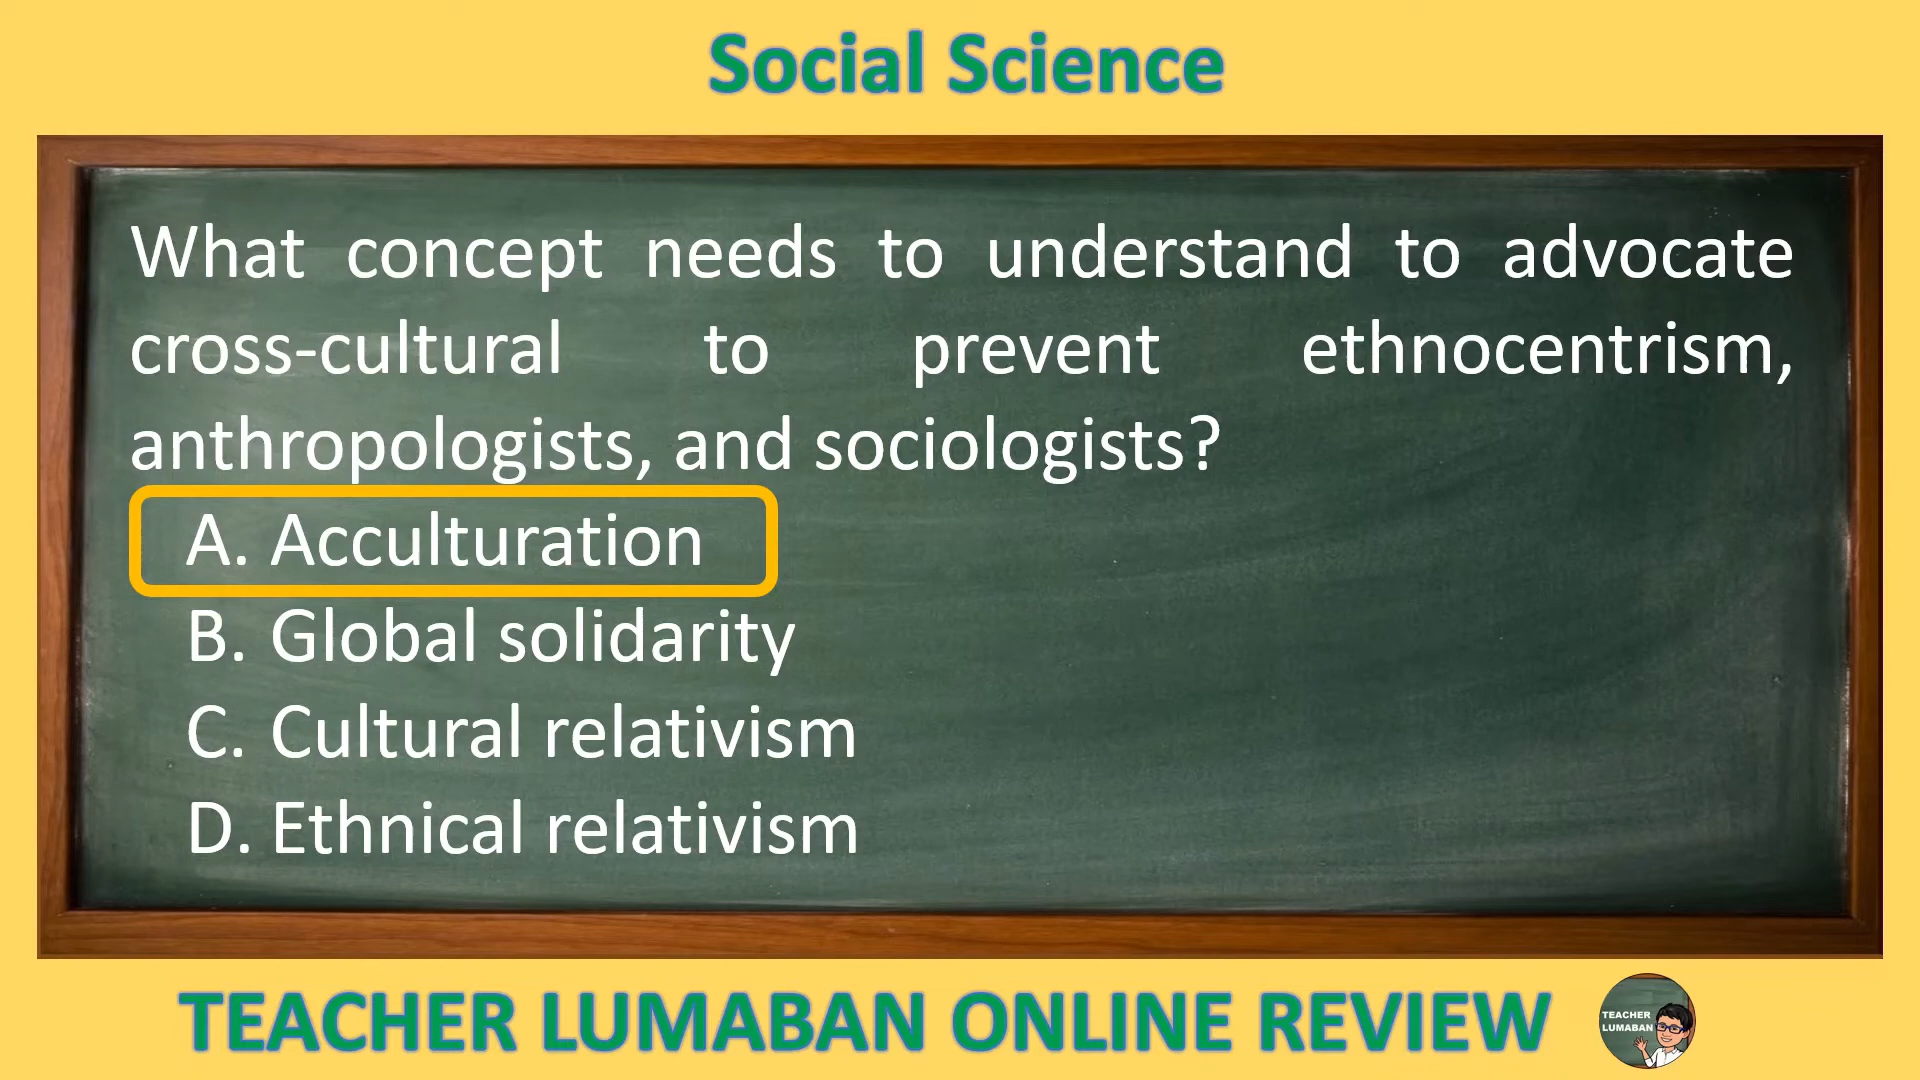 Social Science
What concept needs to understand to advocate
cross-cultural to prevent ethnocentrism,
anthropologists, and sociologists?
A. Acculturation
B. Global solidarity
C. Cultural relativism
D. Ethnical relativism
TEACHER LUMABAN ONLINE REVIEW
TEACHER
LUMABAN